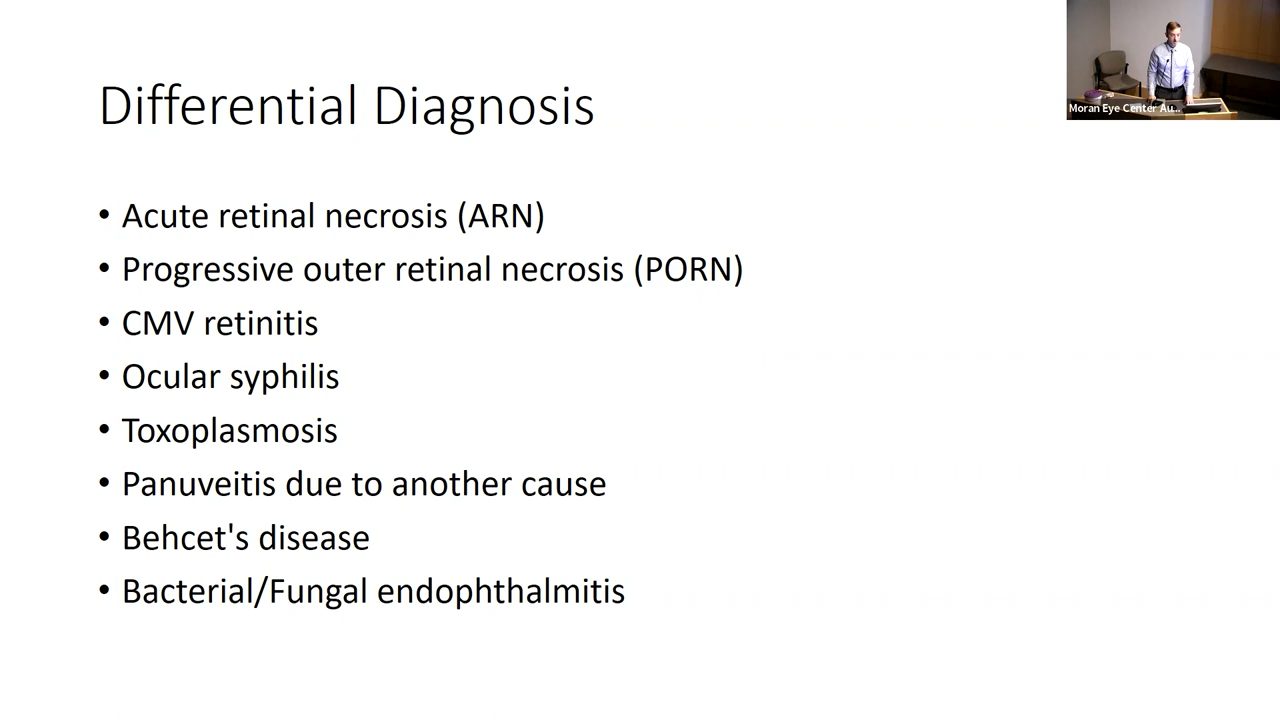 Differential Diagnosis
Moran Eye Center Au...
• Acute retinal necrosis (ARN)
• Progressive outer retinal necrosis (PORN)
• CMV retinitis
• Ocular syphilis
• Toxoplasmosis
• Panuveitis due to another cause
• Behcet's disease
• Bacterial/Fungal endophthalmitis